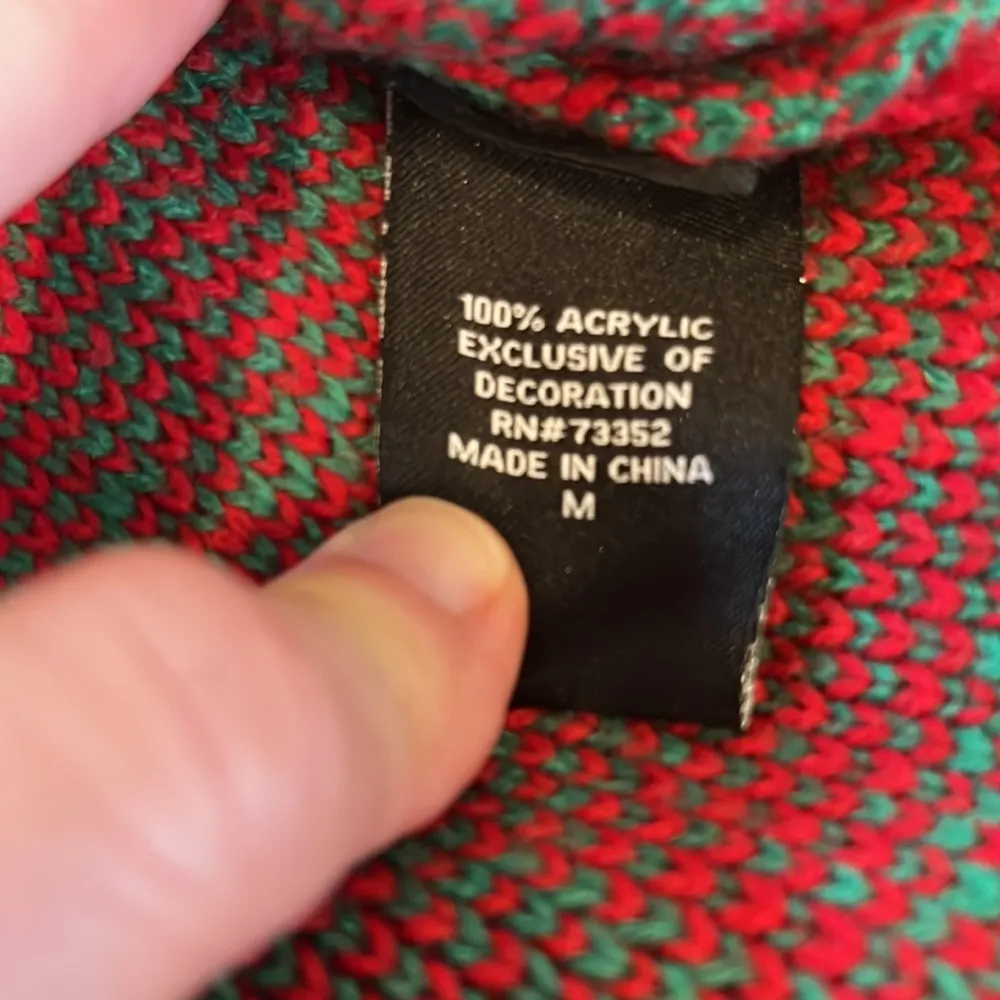 100% ACRYLIC
EXCLUSIVE OF
DECORATION
RN#73352
MADE IN CHINA
M